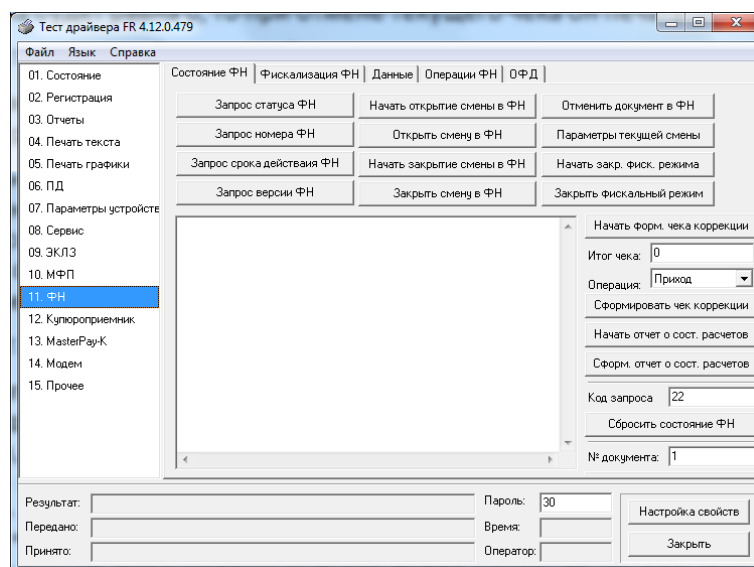 Тест драйвера FR 4.12.0.479
Файл Язык Справка
01. Состояние
02. Регистрация
03. Отчеты
04. Печать текста
05. Печать графики
06. ПД
07. Параметры устройств
08. Сервис
09. ЭКЛЗ
10. МФП
11. ФН
12. Купюроприемник
13. MasterPay-K
14. Модем
15. Прочее
Состояние ФН Фискализация ФН Данные Операции ФН ОФД
Запрос статуса ФН Начать открытие смены в ФН Отменить документ в ФН
Запрос номера ФН Открыть смену в ФН Параметры текущей смены
Запрос срока действаия ФН Начать закрытие смены в ФН Начать закр. фиск. режима
Запрос версии ФН Закрыть смену в ФН Закрыть фискальный режим
Начать форм. чека коррекции
Итог чека: 0
Операция: Приход
Сформировать чек коррекции
Начать отчет о сост. расчетов
Сформ. отчет о сост. расчетов
Код запроса 22
Сбросить состояние ФН
№ документа: 1
Результат: Пароль: 30 Настройка свойств
Передано: Время:
Принято: Оператор: Закрыть